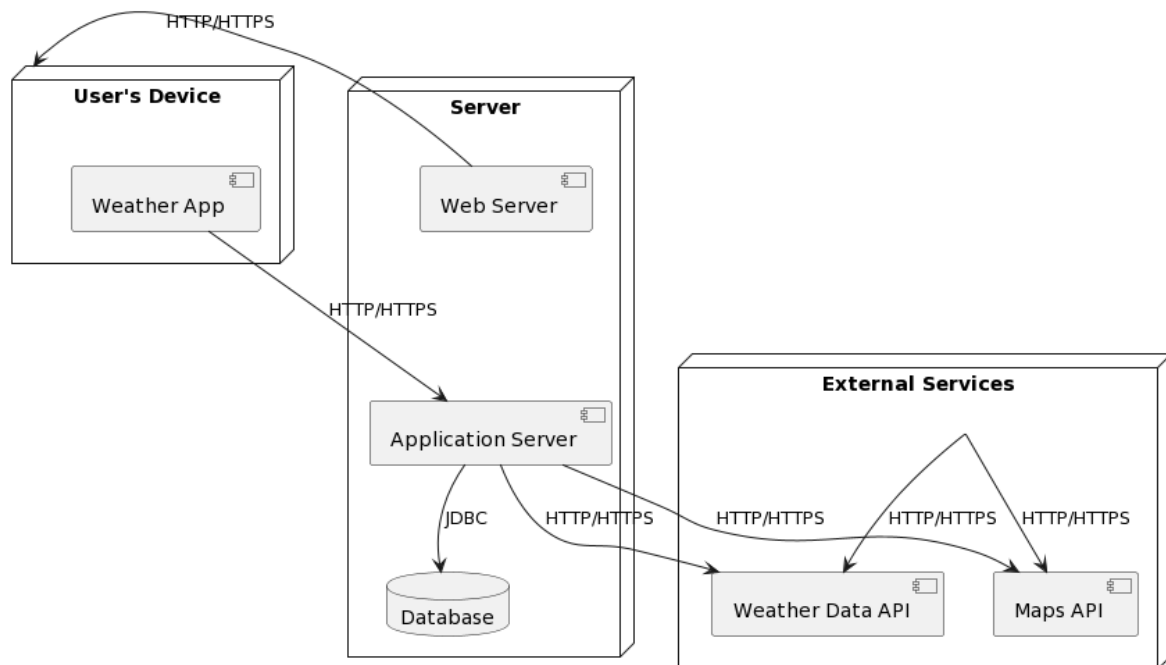 HTTP/HTTPS
User's Device
Server
Weather App
Web Server
HTTP/HTTPS
External Services
Application Server
JDBC
HTTP/HTTPS
HTTP/HTTPS
HTTP/HTTPS
HTTP/HTTPS
Database
Weather Data API
Maps API